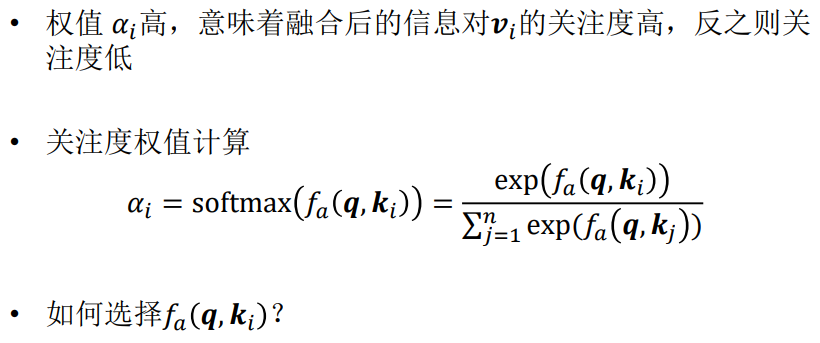 • 权值 αᵢ高，意味着融合后的信息对𝒗ᵢ的关注度高，反之则关
注度低
• 关注度权值计算
αᵢ = softmax(fₐ(𝒒, 𝒌ᵢ)) = exp(fₐ(𝒒, 𝒌ᵢ)) / ∑ⁿⱼ₌₁ exp(fₐ(𝒒, 𝒌ⱼ))
• 如何选择fₐ(𝒒, 𝒌ᵢ)?